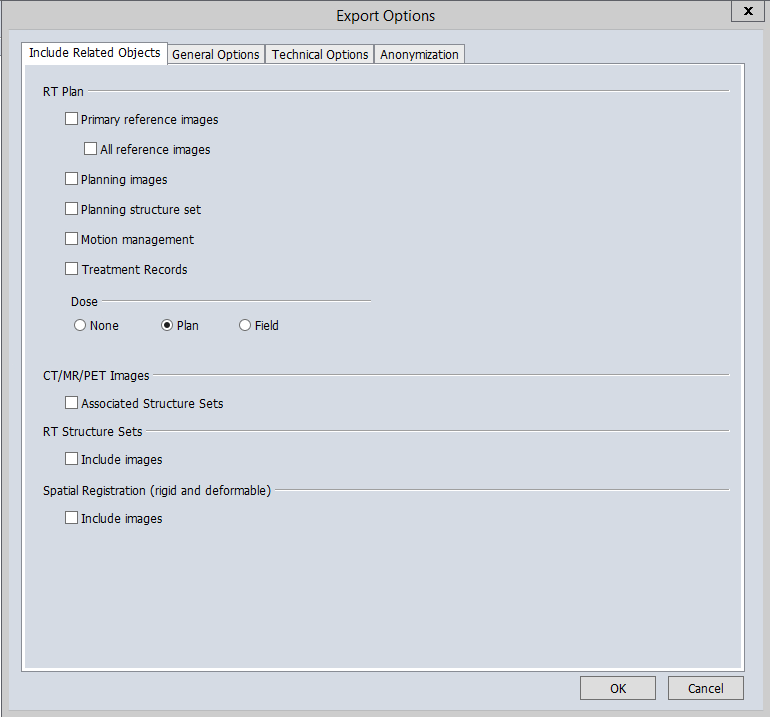 Export Options
X
Include Related Objects General Options Technical Options Anonymization
RT Plan
Primary reference images
All reference images
Planning images
Planning structure set
Motion management
Treatment Records
Dose
None Plan Field
CT/MR/PET Images
Associated Structure Sets
RT Structure Sets
Include images
Spatial Registration (rigid and deformable)
Include images
OK Cancel